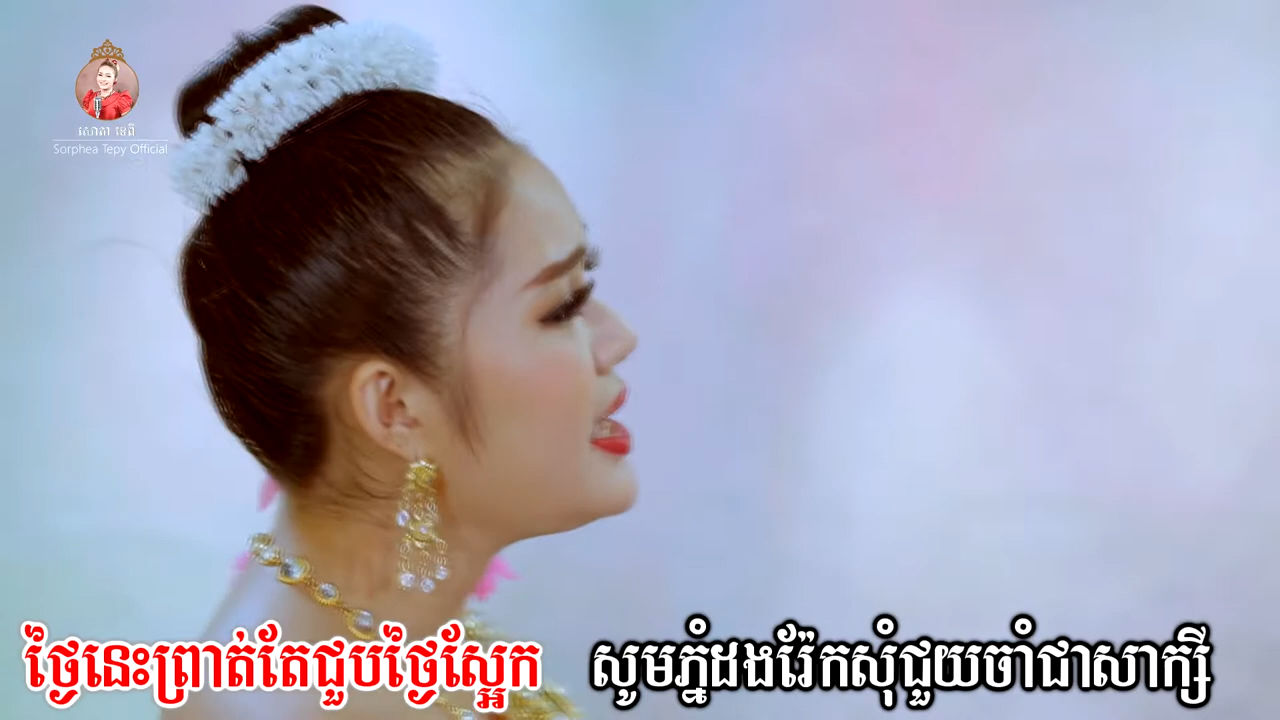 សោភា ទេពី
Sorphea Tepy Official
ថ្ងៃនេះព្រាត់តែជួបថ្ងៃស្អែក សូមភ្នំដងរ៉ែកសុំជួយចាំជាសាក្សី